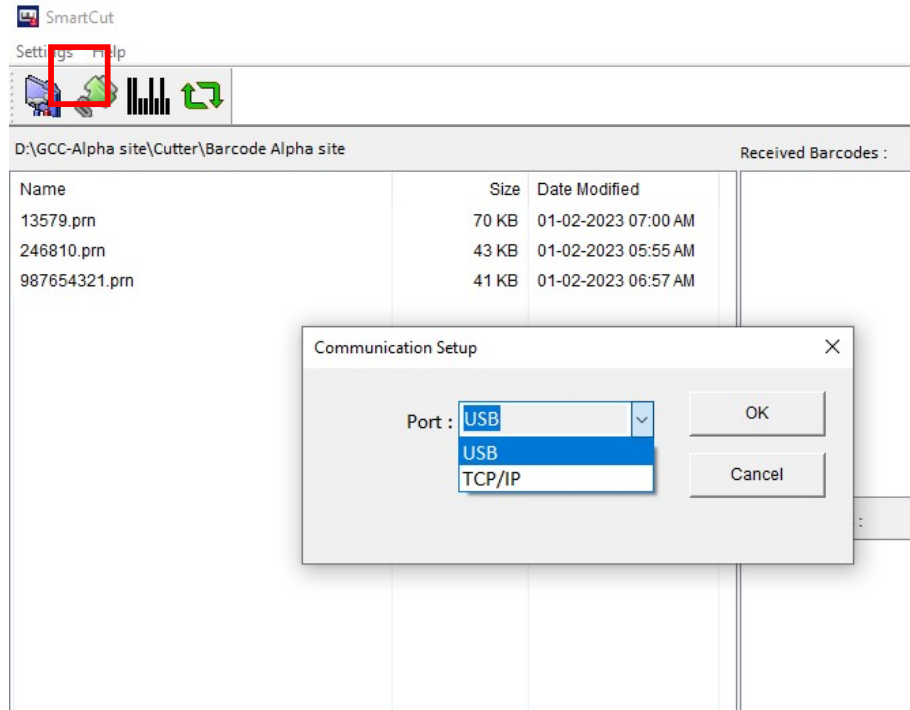 SmartCut
Settings Help
D:\GCC-Alpha site\Cutter\Barcode Alpha site
Received Barcodes :
Name Size Date Modified
13579.prn 70 KB 01-02-2023 07:00 AM
246810.prn 43 KB 01-02-2023 05:55 AM
987654321.prn 41 KB 01-02-2023 06:57 AM
Communication Setup
Port : USB
OK
USB
TCP/IP
Cancel
: